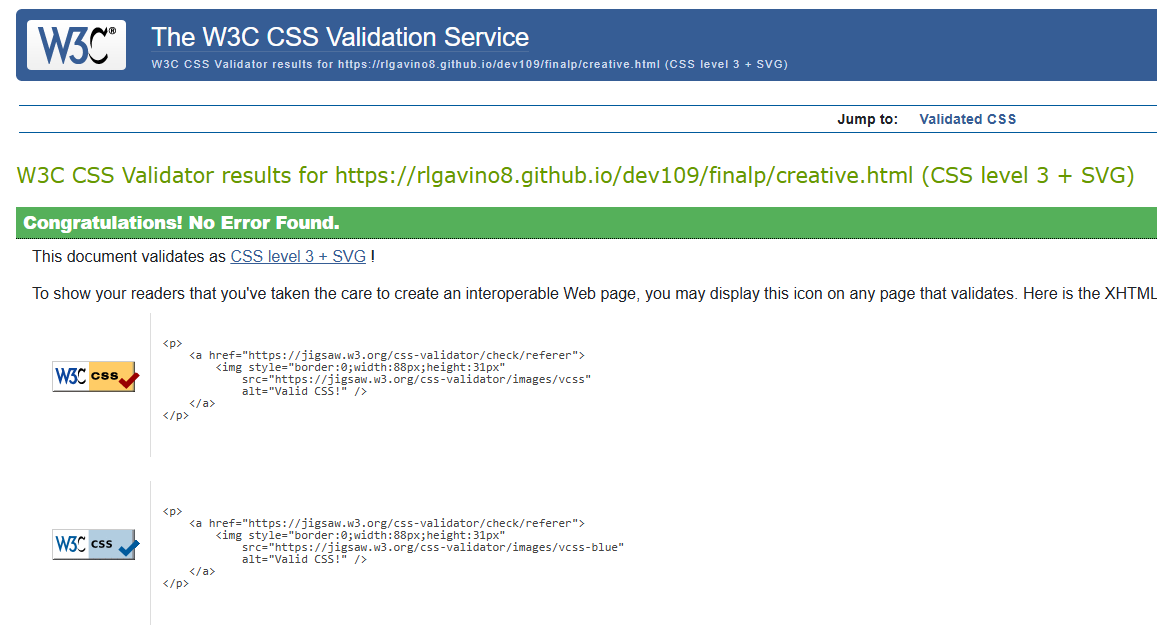 W3C®
The W3C CSS Validation Service
W3C CSS Validator results for https://rlgavino8.github.io/dev109/finalp/creative.html (CSS level 3 + SVG)
Jump to: Validated CSS
W3C CSS Validator results for https://rlgavino8.github.io/dev109/finalp/creative.html (CSS level 3 + SVG)
Congratulations! No Error Found.
This document validates as CSS level 3 + SVG !
To show your readers that you've taken the care to create an interoperable Web page, you may display this icon on any page that validates. Here is the XHTML
W3C css
<p>
<a href="https://jigsaw.w3.org/css-validator/check/referer">
<img style="border:0;width:88px;height:31px"
src="https://jigsaw.w3.org/css-validator/images/vcss"
alt="Valid CSS!" />
</a>
</p>
W3C css
<p>
<a href="https://jigsaw.w3.org/css-validator/check/referer">
<img style="border:0;width:88px;height:31px"
src="https://jigsaw.w3.org/css-validator/images/vcss-blue"
alt="Valid CSS!" />
</a>
</p>